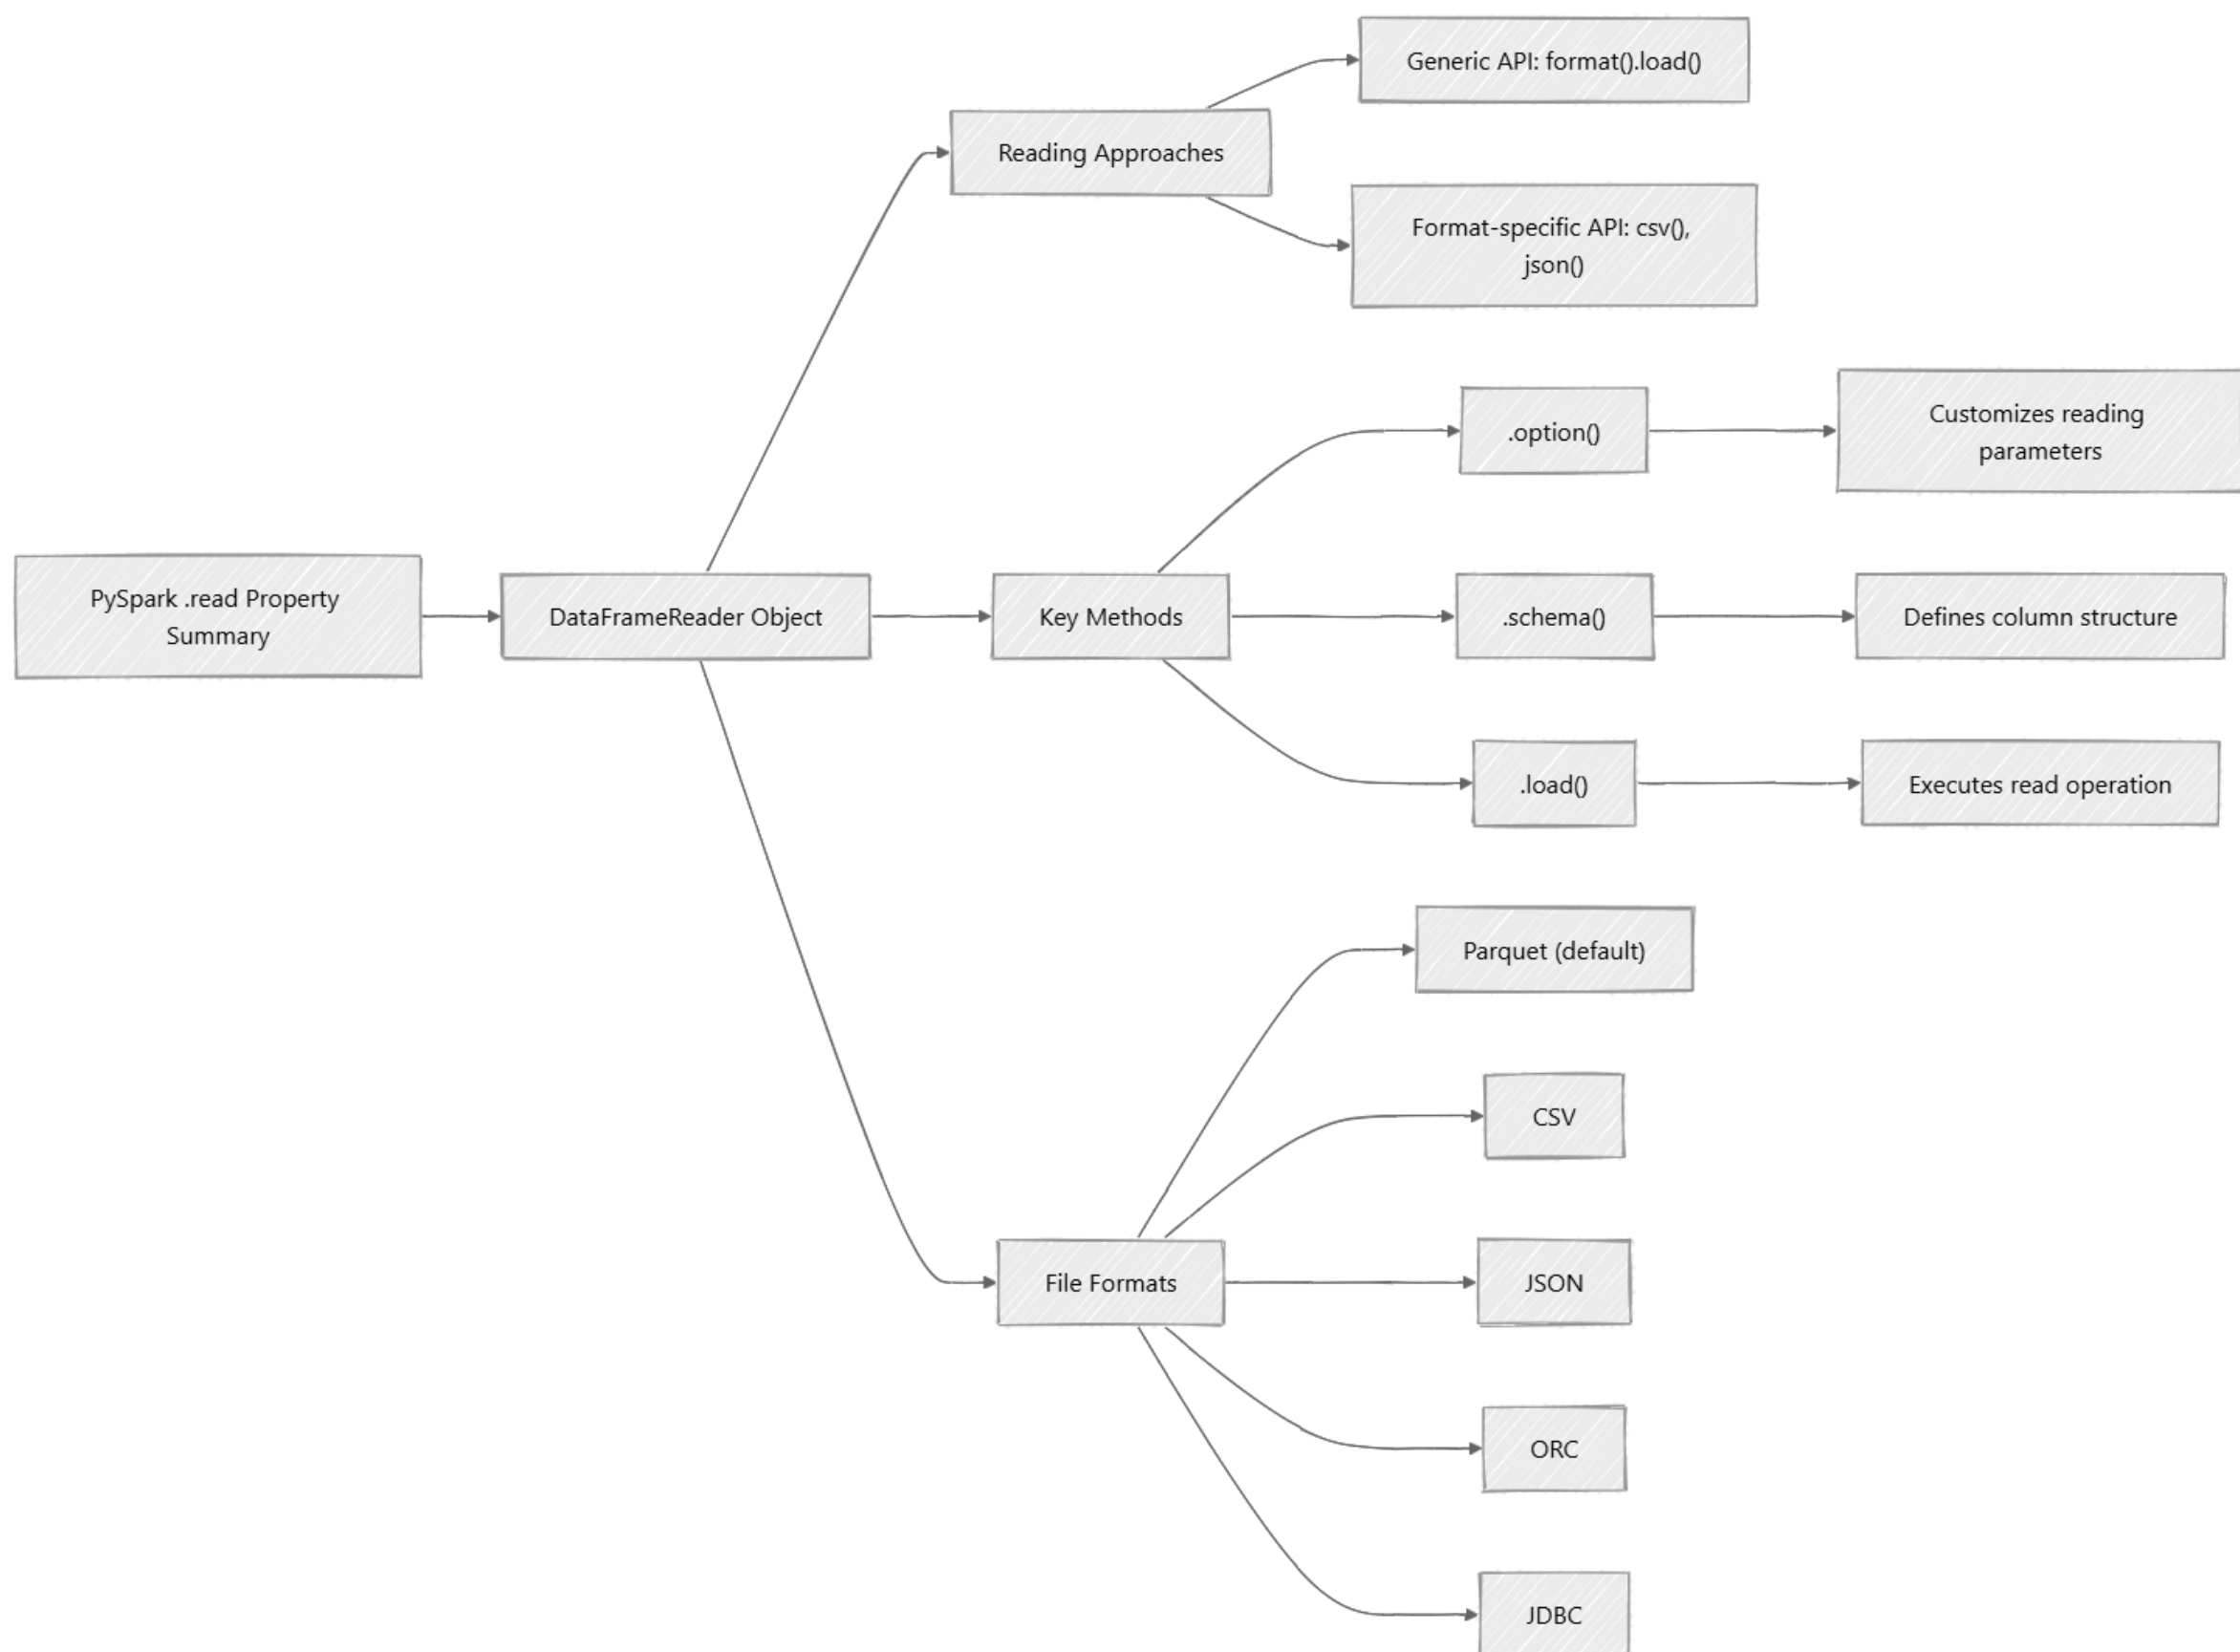 Generic API: format().load()
Reading Approaches
Format-specific API: csv(),
json()
.option()
Customizes reading
parameters
PySpark .read Property
Summary
DataFrameReader Object
Key Methods
.schema()
Defines column structure
.load()
Executes read operation
Parquet (default)
CSV
File Formats
JSON
ORC
JDBC